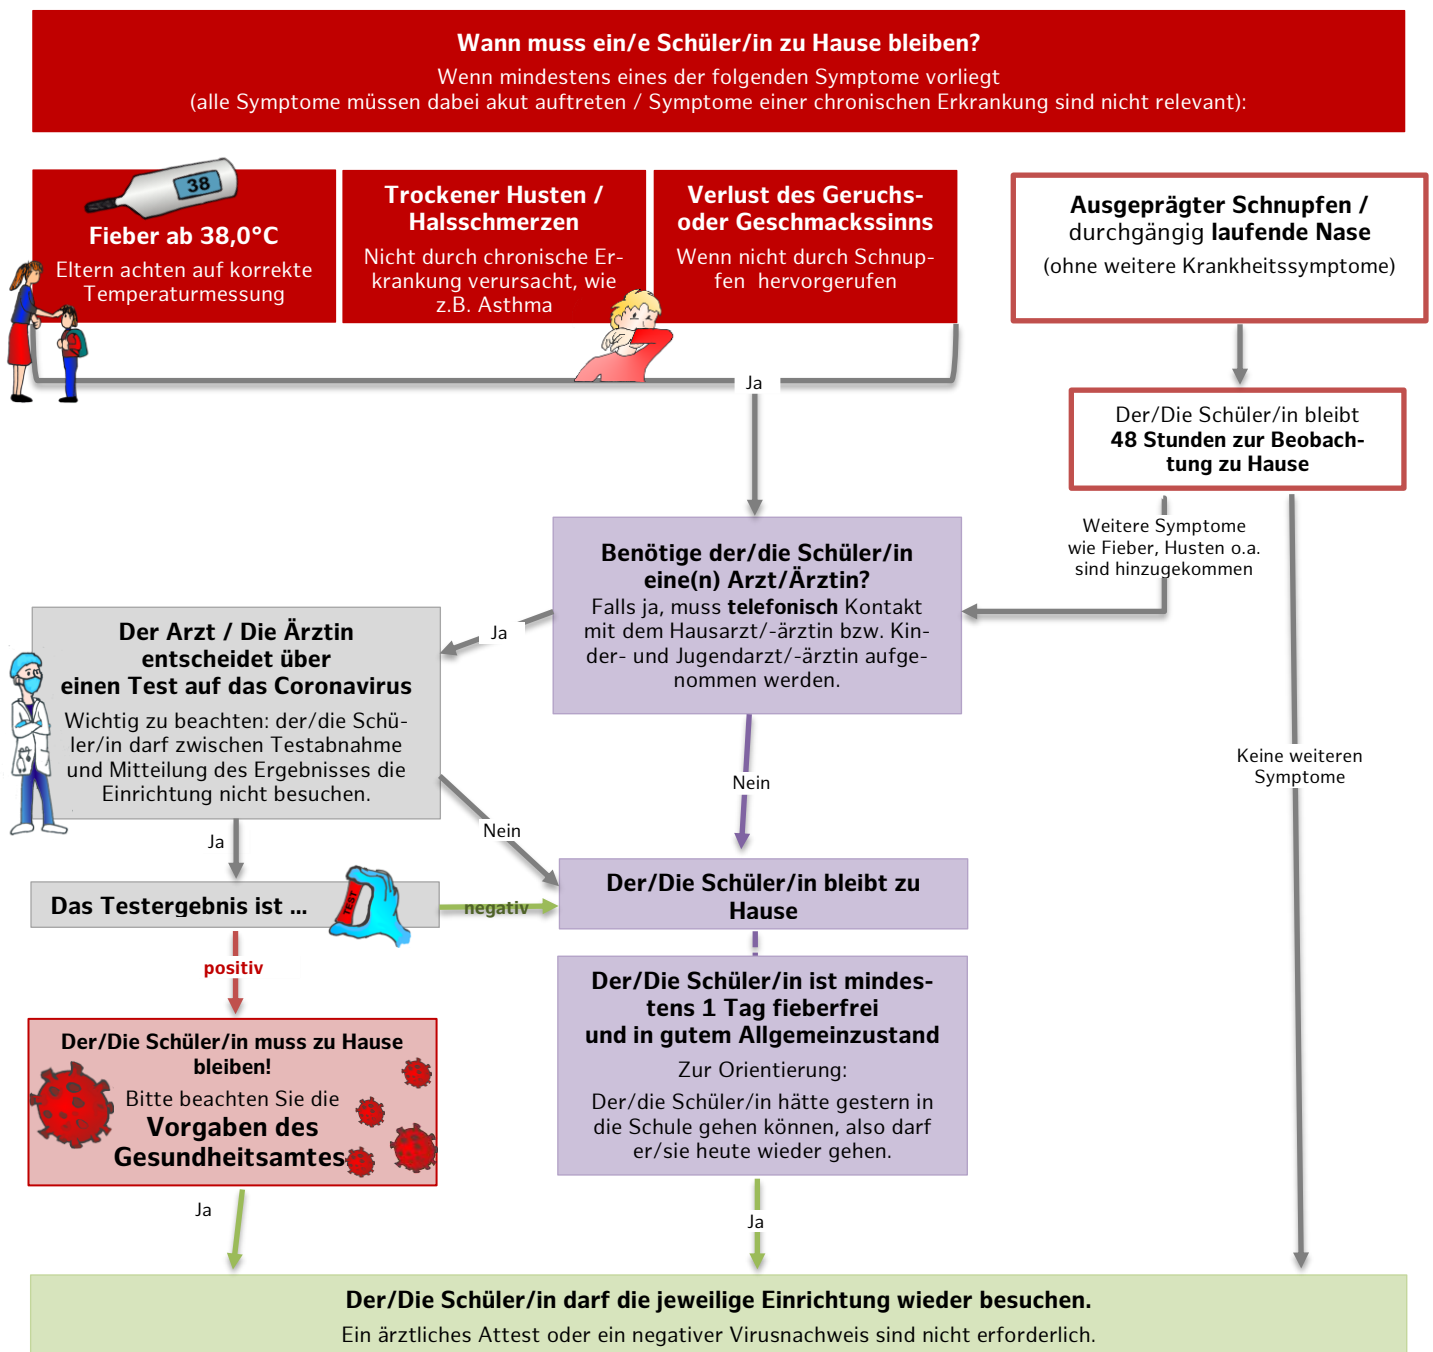 Wann muss ein/e Schüler/in zu Hause bleiben?
Wenn mindestens eines der folgenden Symptome vorliegt
(alle Symptome müssen dabei akut auftreten / Symptome einer chronischen Erkrankung sind nicht relevant):
38
Fieber ab 38,0°C
Eltern achten auf korrekte
Temperaturmessung
Trockener Husten /
Halsschmerzen
Nicht durch chronische Er-
krankung verursacht, wie
z.B. Asthma
Verlust des Geruchs-
oder Geschmackssinns
Wenn nicht durch Schnup-
fen hervorgerufen
Ausgeprägter Schnupfen /
durchgängig laufende Nase
(ohne weitere Krankheitssymptome)
Ja
Der/Die Schüler/in bleibt
48 Stunden zur Beobach-
tung zu Hause
Weitere Symptome
wie Fieber, Husten o.a.
sind hinzugekommen
Benötige der/die Schüler/in
eine(n) Arzt/Ärztin?
Falls ja, muss telefonisch Kontakt
mit dem Hausarzt/-ärztin bzw. Kin-
der- und Jugendarzt/-ärztin aufge-
nommen werden.
Ja
Der Arzt / Die Ärztin
entscheidet über
einen Test auf das Coronavirus
Wichtig zu beachten: der/die Schü-
ler/in darf zwischen Testabnahme
und Mitteilung des Ergebnisses die
Einrichtung nicht besuchen.
Nein
Keine weiteren
Symptome
Ja
Nein
Das Testergebnis ist ...
TEST
negativ
Der/Die Schüler/in bleibt zu
Hause
positiv
Der/Die Schüler/in ist mindes-
tens 1 Tag fieberfrei
und in gutem Allgemeinzustand
Zur Orientierung:
Der/die Schüler/in hätte gestern in
die Schule gehen können, also darf
er/sie heute wieder gehen.
Der/Die Schüler/in muss zu Hause
bleiben!
Bitte beachten Sie die
Vorgaben des
Gesundheitsamtes
Ja
Ja
Der/Die Schüler/in darf die jeweilige Einrichtung wieder besuchen.
Ein ärztliches Attest oder ein negativer Virusnachweis sind nicht erforderlich.